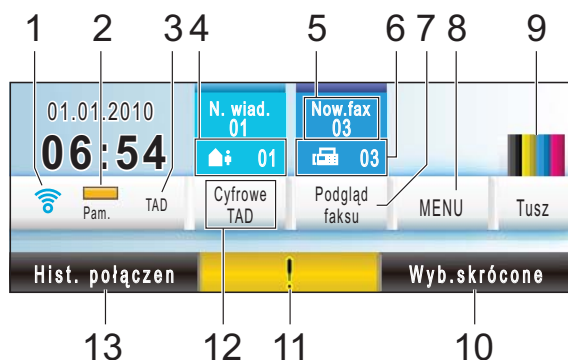 1 2 3 4 5 6 7 8 9
01.01.2010
06:54
N. wiad.
01
01
Now.fax
03
03
Pam.
TAD
Cyfrowe
TAD
Podgląd
faksu
MENU
Tusz
Hist. połączen
!
Wyb.skrócone
13 12 11 10